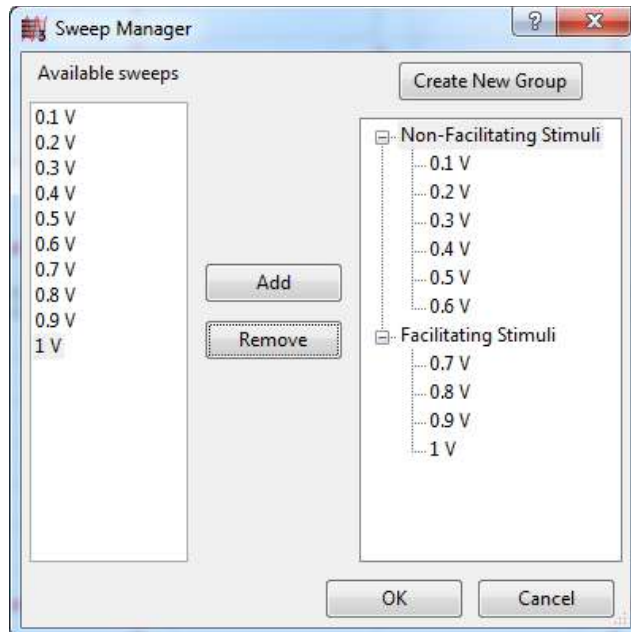 Sweep Manager
?
X
Available sweeps
0.1 V
0.2 V
0.3 V
0.4 V
0.5 V
0.6 V
0.7 V
0.8 V
0.9 V
1 V
Add
Remove
Create New Group
Non-Facilitating Stimuli
0.1 V
0.2 V
0.3 V
0.4 V
0.5 V
0.6 V
Facilitating Stimuli
0.7 V
0.8 V
0.9 V
1 V
OK
Cancel